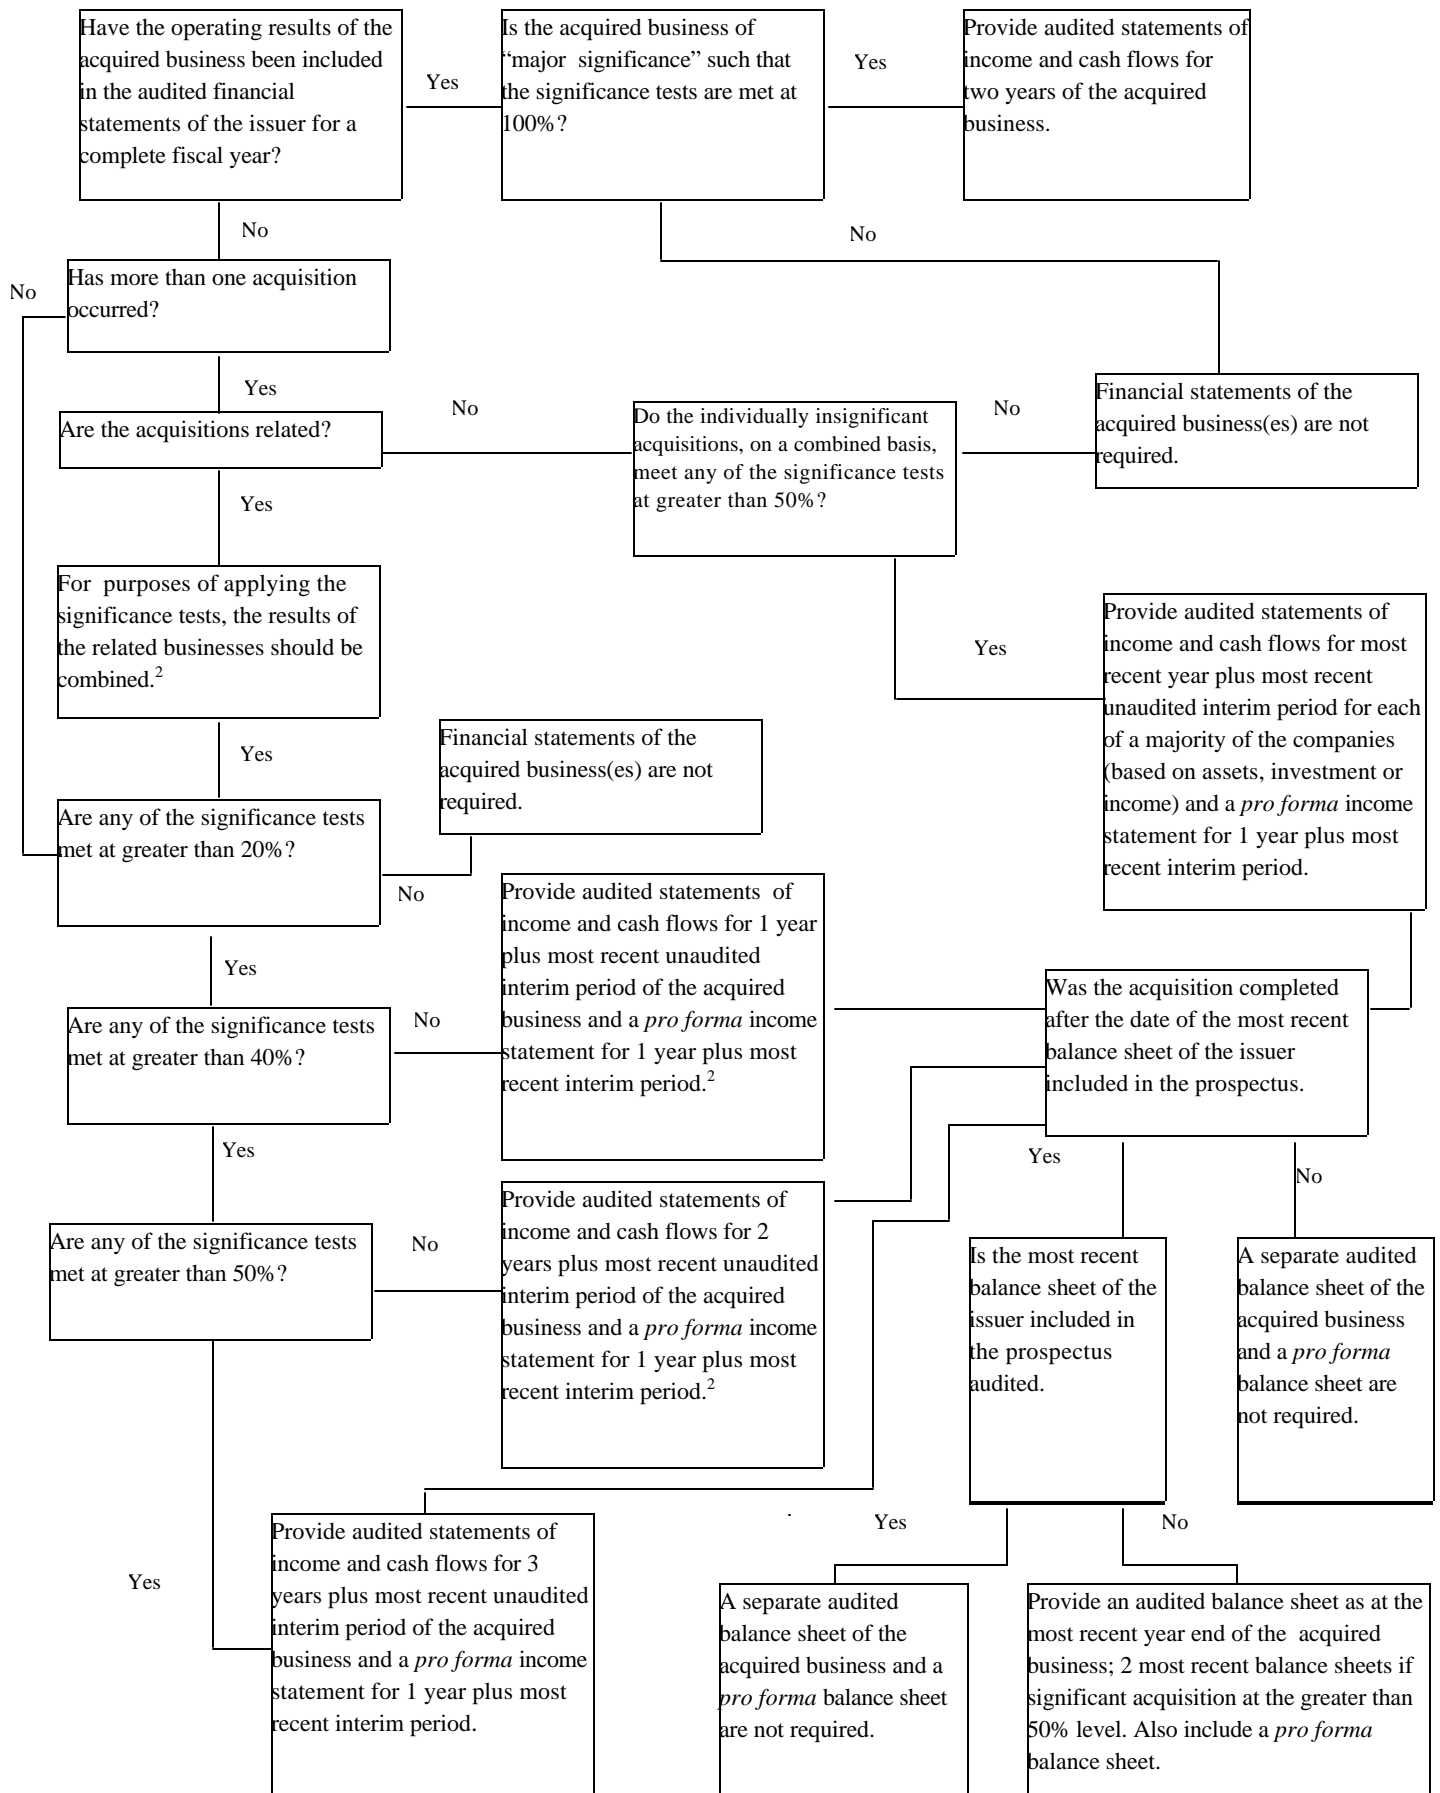 Have the operating results of the
acquired business been included
in the audited financial
statements of the issuer for a
complete fiscal year?
Yes
Is the acquired business of
“major significance” such that
the significance tests are met at
100%?
Yes
Provide audited statements of
income and cash flows for
two years of the acquired
business.
No
No
No
Has more than one acquisition
occurred?
Yes
Are the acquisitions related?
No
Do the individually insignificant
acquisitions, on a combined basis,
meet any of the significance tests
at greater than 50%?
No
Financial statements of the
acquired business(es) are not
required.
Yes
For purposes of applying the
significance tests, the results of
the related businesses should be
combined.2
Yes
Provide audited statements of
income and cash flows for most
recent year plus most recent
unaudited interim period for each
of a majority of the companies
(based on assets, investment or
income) and a pro forma income
statement for 1 year plus most
recent interim period.
Yes
Financial statements of the
acquired business(es) are not
required.
Are any of the significance tests
met at greater than 20%?
No
Provide audited statements of
income and cash flows for 1 year
plus most recent unaudited
interim period of the acquired
business and a pro forma income
statement for 1 year plus most
recent interim period.2
Yes
Was the acquisition completed
after the date of the most recent
balance sheet of the issuer
included in the prospectus.
Are any of the significance tests
met at greater than 40%?
No
Yes
Yes
No
Provide audited statements of
income and cash flows for 2
years plus most recent unaudited
interim period of the acquired
business and a pro forma income
statement for 1 year plus most
recent interim period.2
Are any of the significance tests
met at greater than 50%?
No
Is the most recent
balance sheet of the
issuer included in
the prospectus
audited.
A separate audited
balance sheet of the
acquired business
and a pro forma
balance sheet are
not required.
Yes
No
Yes
Provide audited statements of
income and cash flows for 3
years plus most recent unaudited
interim period of the acquired
business and a pro forma income
statement for 1 year plus most
recent interim period.
A separate audited
balance sheet of the
acquired business and a
pro forma balance sheet
are not required.
Provide an audited balance sheet as at the
most recent year end of the acquired
business; 2 most recent balance sheets if
significant acquisition at the greater than
50% level. Also include a pro forma
balance sheet.